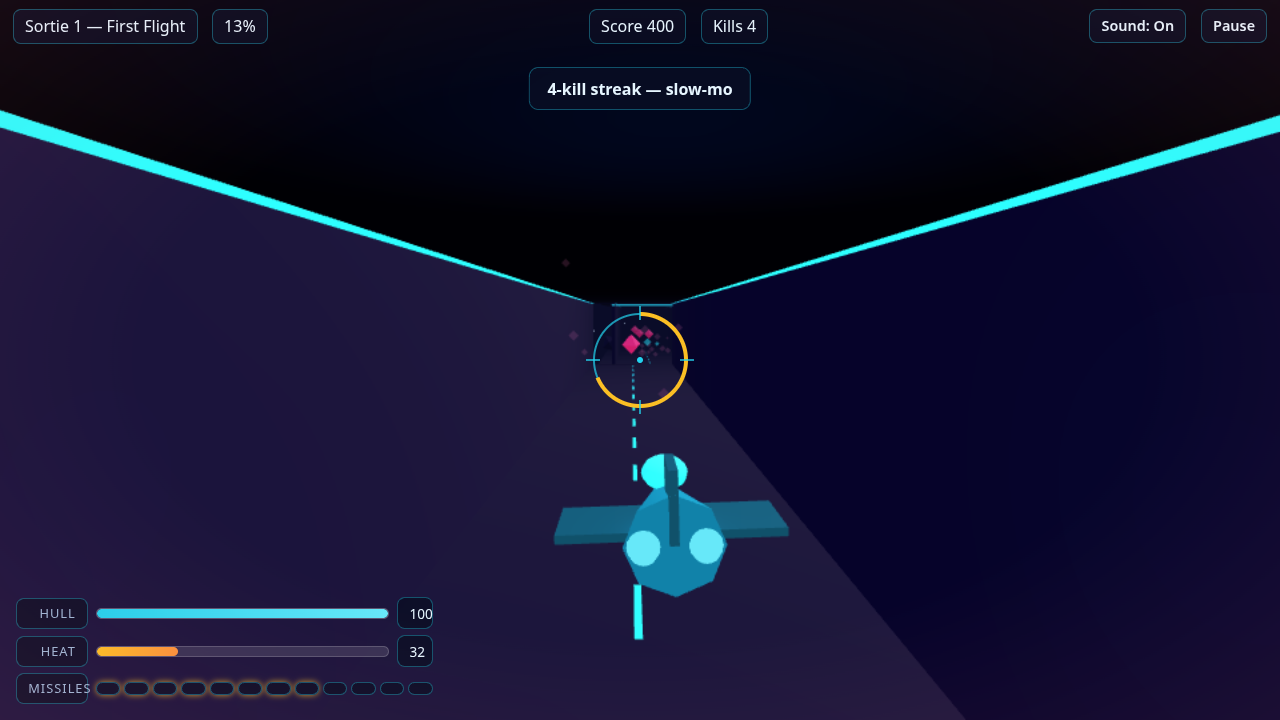 Sortie 1 — First Flight
13%
Score 400
Kills 4
Sound: On
Pause
4-kill streak — slow-mo
HULL
100
HEAT
32
MISSILES